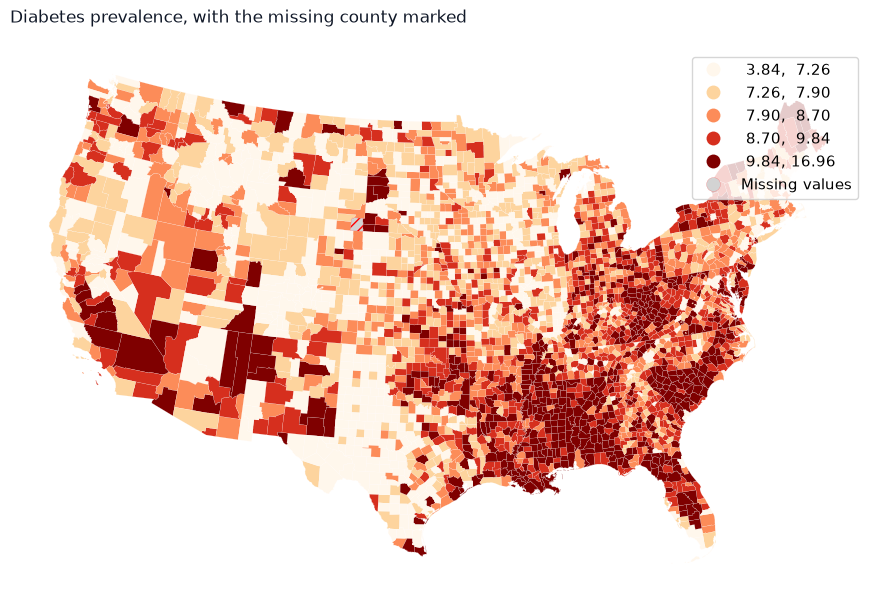 Diabetes prevalence, with the missing county marked
3.84, 7.26
7.26, 7.90
7.90, 8.70
8.70, 9.84
9.84, 16.96
Missing values